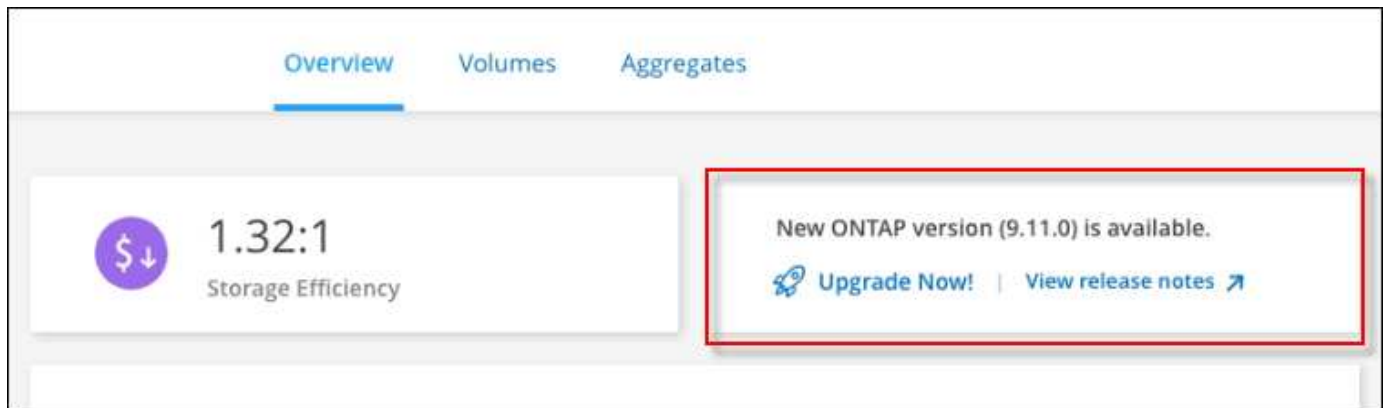 Overview Volumes Aggregates
1.32:1
Storage Efficiency
New ONTAP version (9.11.0) is available.
Upgrade Now! | View release notes